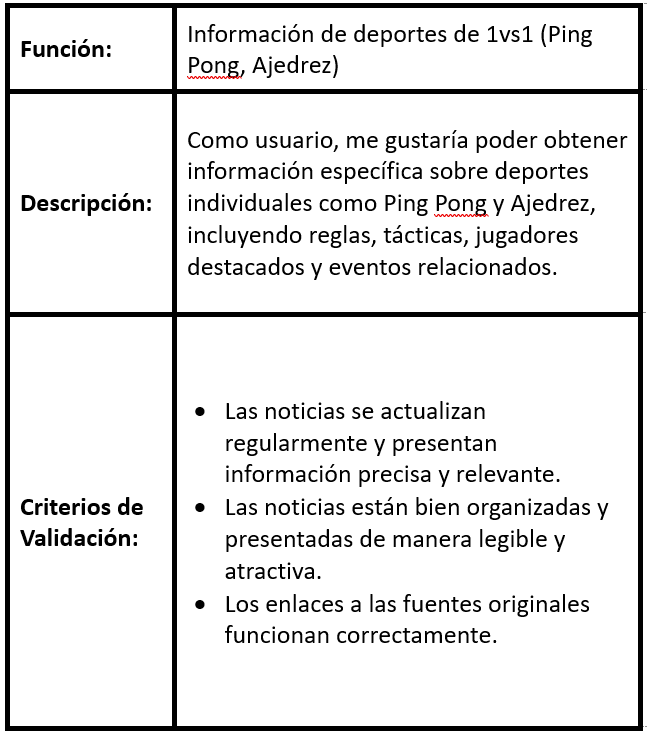 Función:
Información de deportes de 1vs1 (Ping
Pong, Ajedrez)
Descripción:
Como usuario, me gustaría poder obtener
información específica sobre deportes
individuales como Ping Pong y Ajedrez,
incluyendo reglas, tácticas, jugadores
destacados y eventos relacionados.
Criterios de
Validación:
• Las noticias se actualizan
regularmente y presentan
información precisa y relevante.
• Las noticias están bien organizadas y
presentadas de manera legible y
atractiva.
• Los enlaces a las fuentes originales
funcionan correctamente.